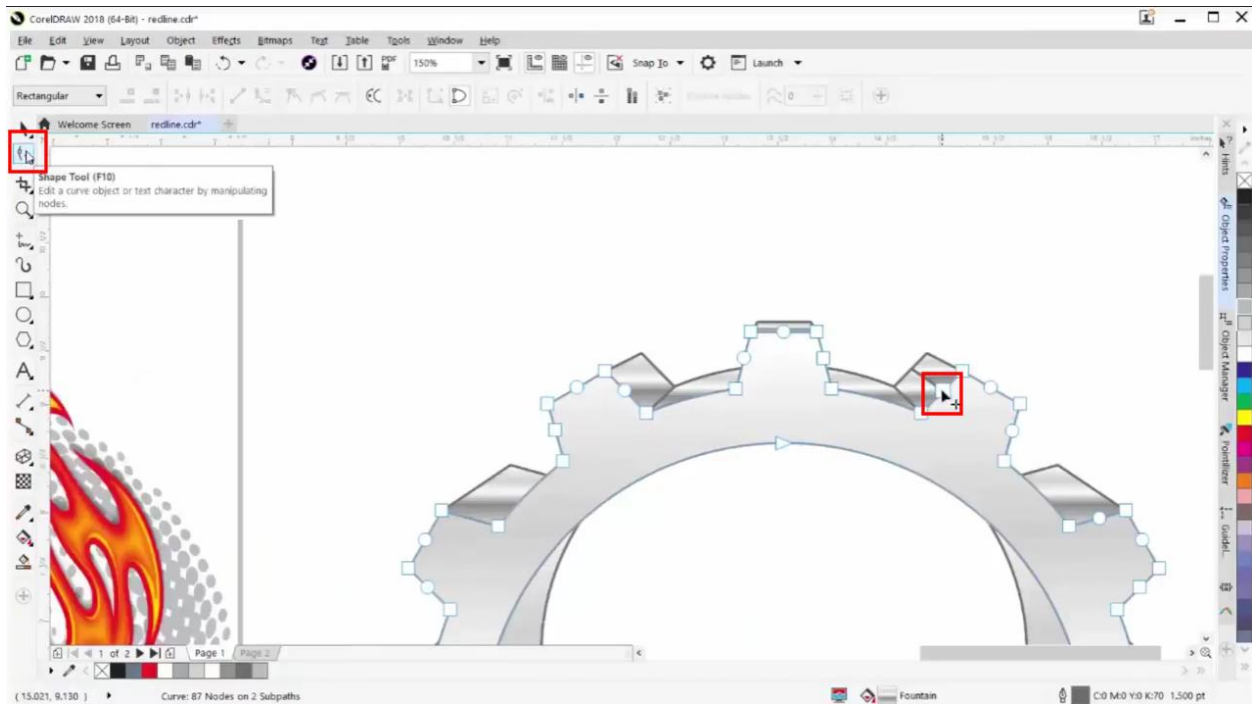 CorelDRAW 2018 (64-Bit) - redline.cdr*
File Edit View Layout Object Effects Bitmaps Text Table Tools Window Help
PDF 150% Snap To Launch
Rectangular 0
Welcome Screen redline.cdr*
Shape Tool (F10)
Edit a curve object or text character by manipulating
nodes.
Hints
Object Properties
Object Manager
Pointillizer
Guidel...
1 of 2 Page 1 Page 2
( 15.021, 9.130 ) Curve: 87 Nodes on 2 Subpaths Fountain C:0 M:0 Y:0 K:70 1.500 pt